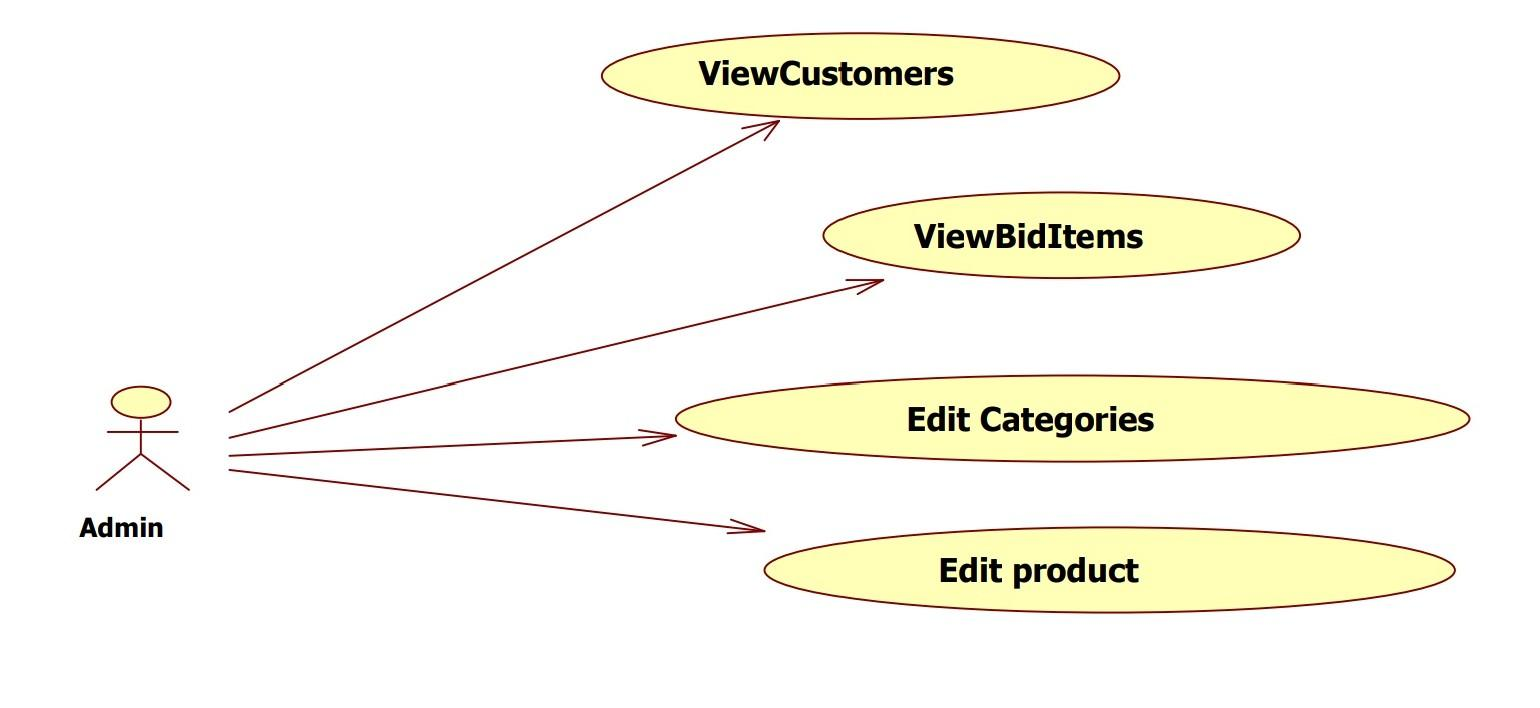 ViewCustomers
ViewBidItems
Edit Categories
Admin
Edit product